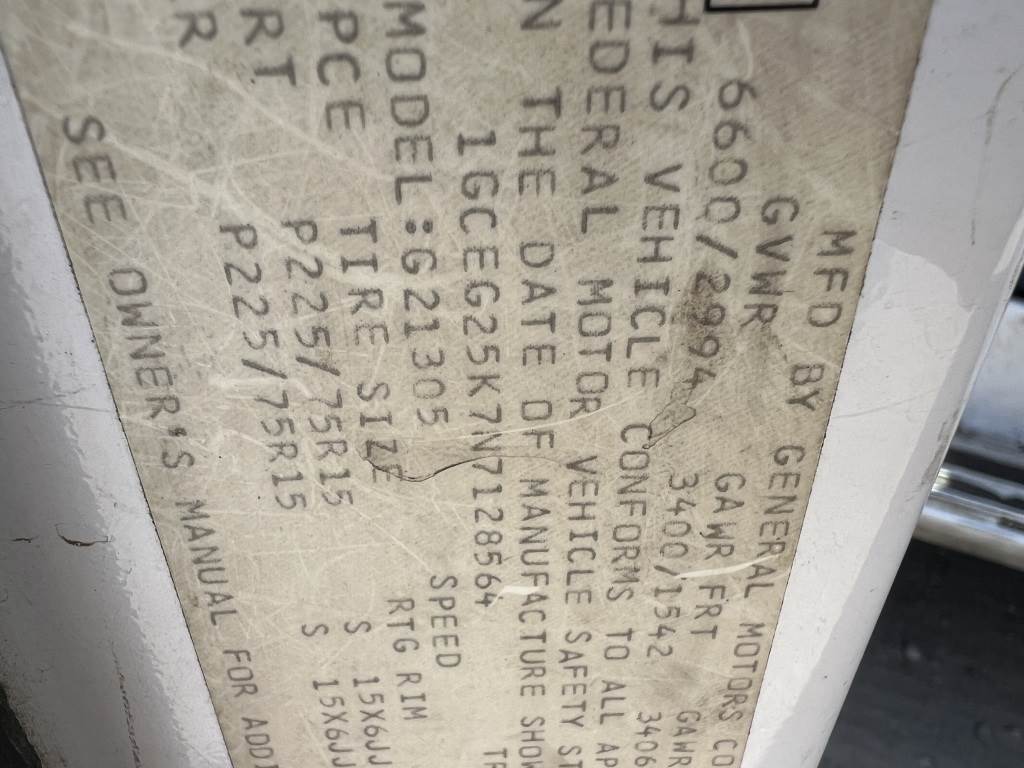 MFD BY GENERAL MOTORS CO
GVWR GAWR FRT GAWR
6600/2994 3400/1542 3406
HIS VEHICLE CONFORMS TO ALL AP
EDERAL MOTOR VEHICLE SAFETY ST
N THE DATE OF MANUFACTURE SHOW
1GCEG25K7N7128564
MODEL:G21305 SPEED
PCE TIRE SIZE RTG RIM
RT P225/75R15 S 15X6JJ
R P225/75R15 S 15X6JJ
SEE OWNER'S MANUAL FOR ADDI